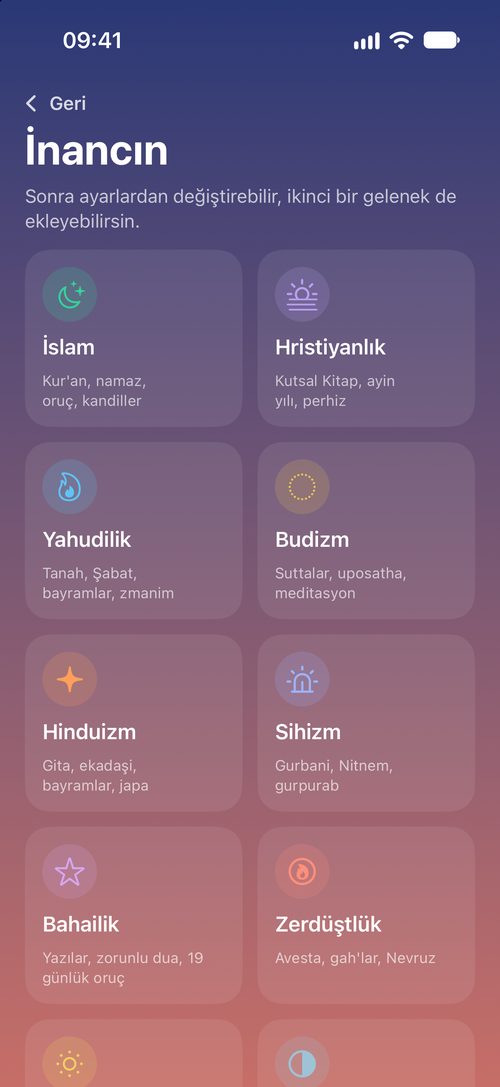 09:41
Geri
İnancın
Sonra ayarlardan değiştirebilir, ikinci bir gelenek de
ekleyebilirsin.
İslam
Kur'an, namaz,
oruç, kandiller
Hristiyanlık
Kutsal Kitap, ayin
yılı, perhiz
Yahudilik
Tanah, Şabat,
bayramlar, zmanim
Budizm
Suttalar, uposatha,
meditasyon
Hinduizm
Gita, ekadaşi,
bayramlar, japa
Sihizm
Gurbani, Nitnem,
gurpurab
Bahailik
Yazılar, zorunlu dua, 19
günlük oruç
Zerdüştlük
Avesta, gah'lar, Nevruz